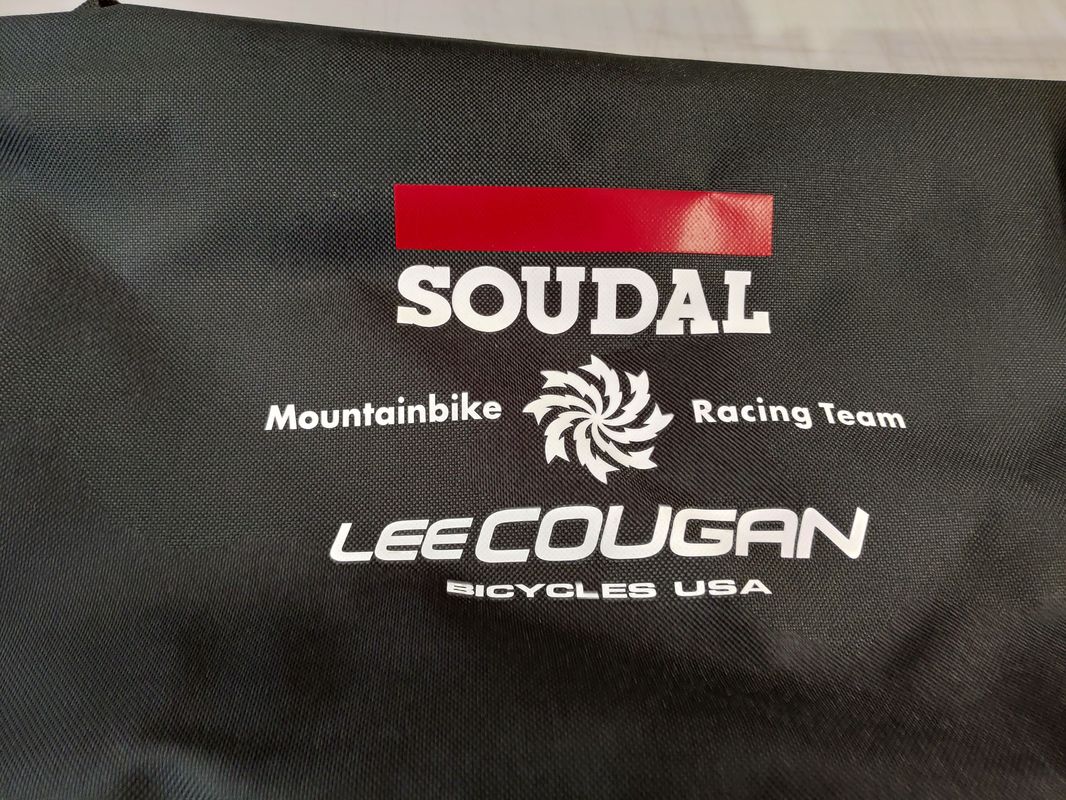 SOUDAL
Mountainbike Racing Team
LEECOUGAN
BICYCLES USA